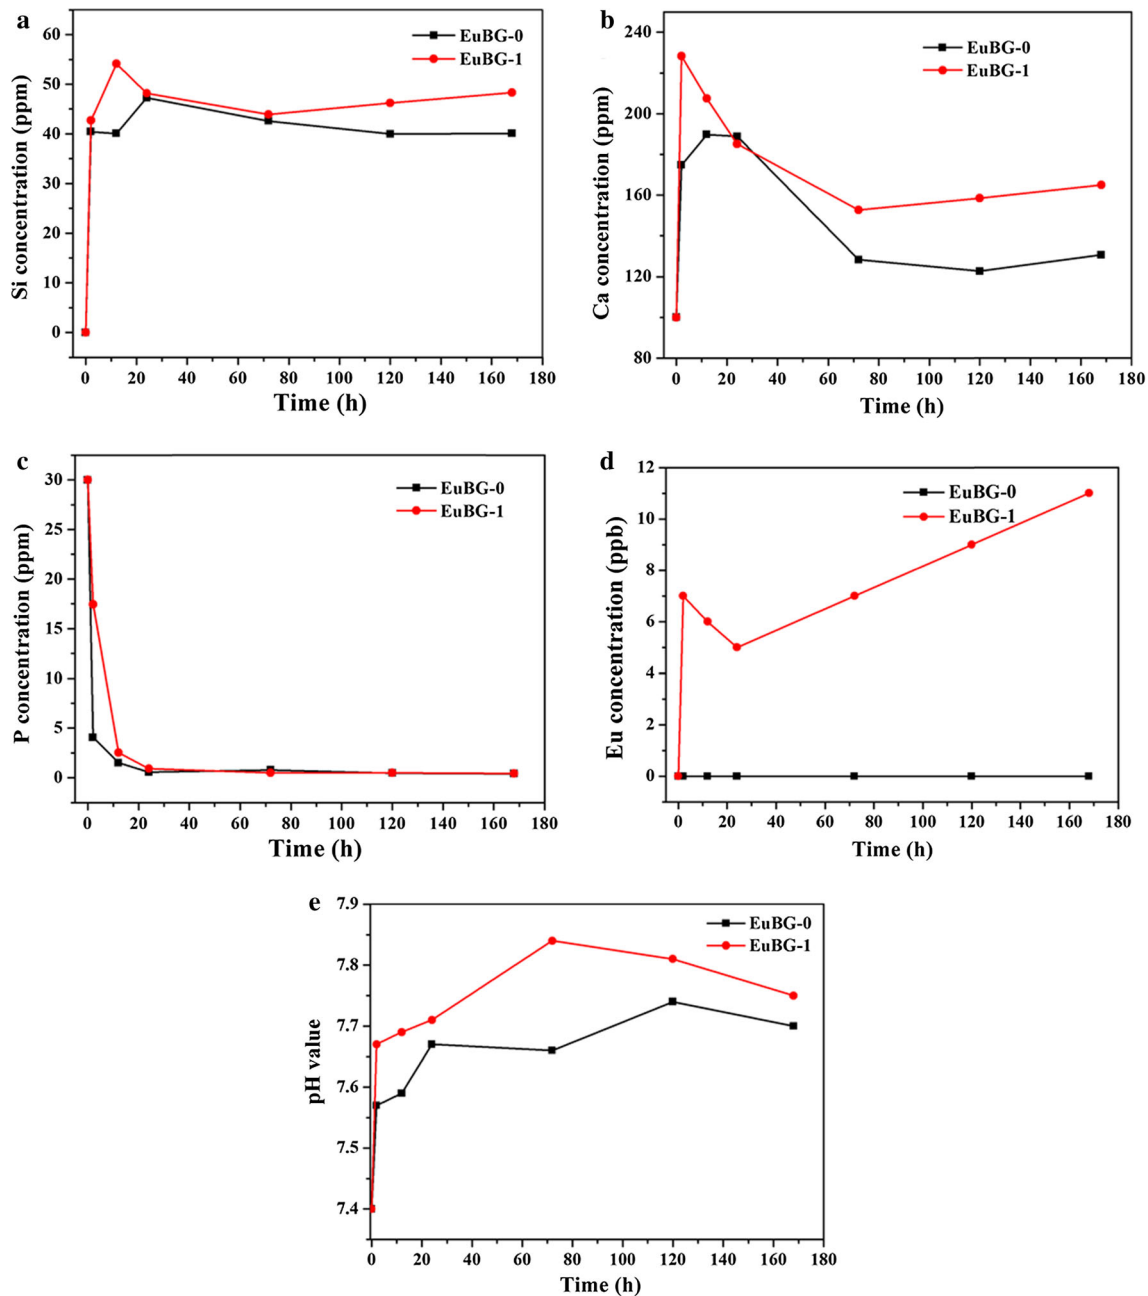 a
EuBG-0
EuBG-1
Si concentration (ppm)
60
50
40
30
20
10
0
0 20 40 60 80 100 120 140 160 180
Time (h)
b
EuBG-0
EuBG-1
Ca concentration (ppm)
240
200
160
120
80
0 20 40 60 80 100 120 140 160 180
Time (h)
c
EuBG-0
EuBG-1
P concentration (ppm)
30
25
20
15
10
5
0
0 20 40 60 80 100 120 140 160 180
Time (h)
d
EuBG-0
EuBG-1
Eu concentration (ppb)
12
10
8
6
4
2
0
0 20 40 60 80 100 120 140 160 180
Time (h)
e
EuBG-0
EuBG-1
pH value
7.9
7.8
7.7
7.6
7.5
7.4
0 20 40 60 80 100 120 140 160 180
Time (h)